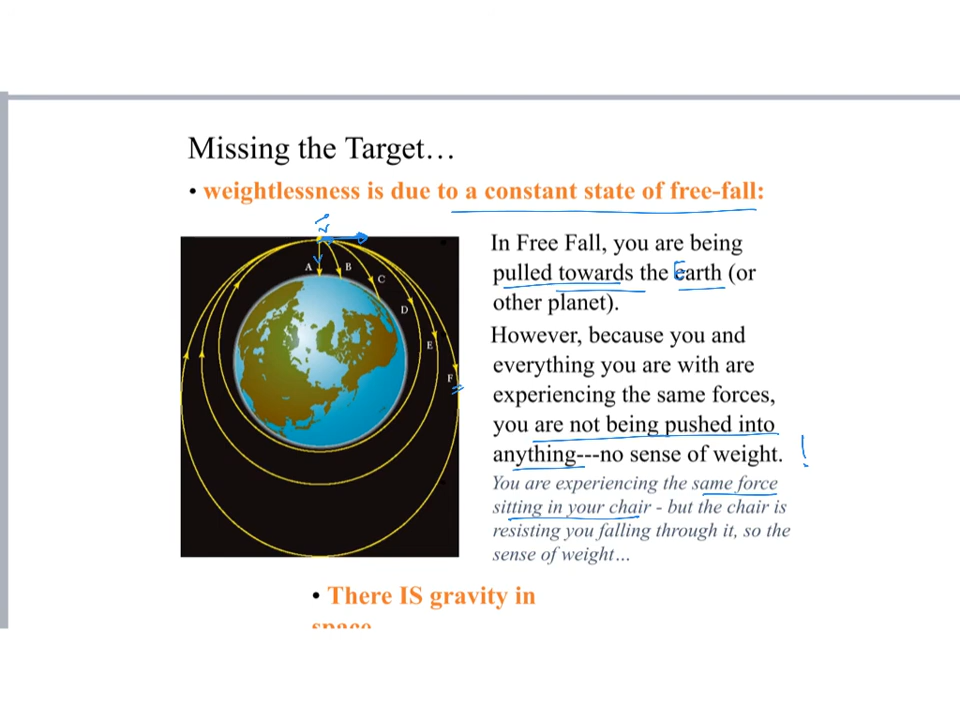 Missing the Target…
• weightlessness is due to a constant state of free-fall:
In Free Fall, you are being
pulled towards the Earth (or
other planet).
However, because you and
everything you are with are
experiencing the same forces,
you are not being pushed into
anything---no sense of weight. !
You are experiencing the same force
sitting in your chair - but the chair is
resisting you falling through it, so the
sense of weight…
A
B
C
D
E
F
• There IS gravity in
space